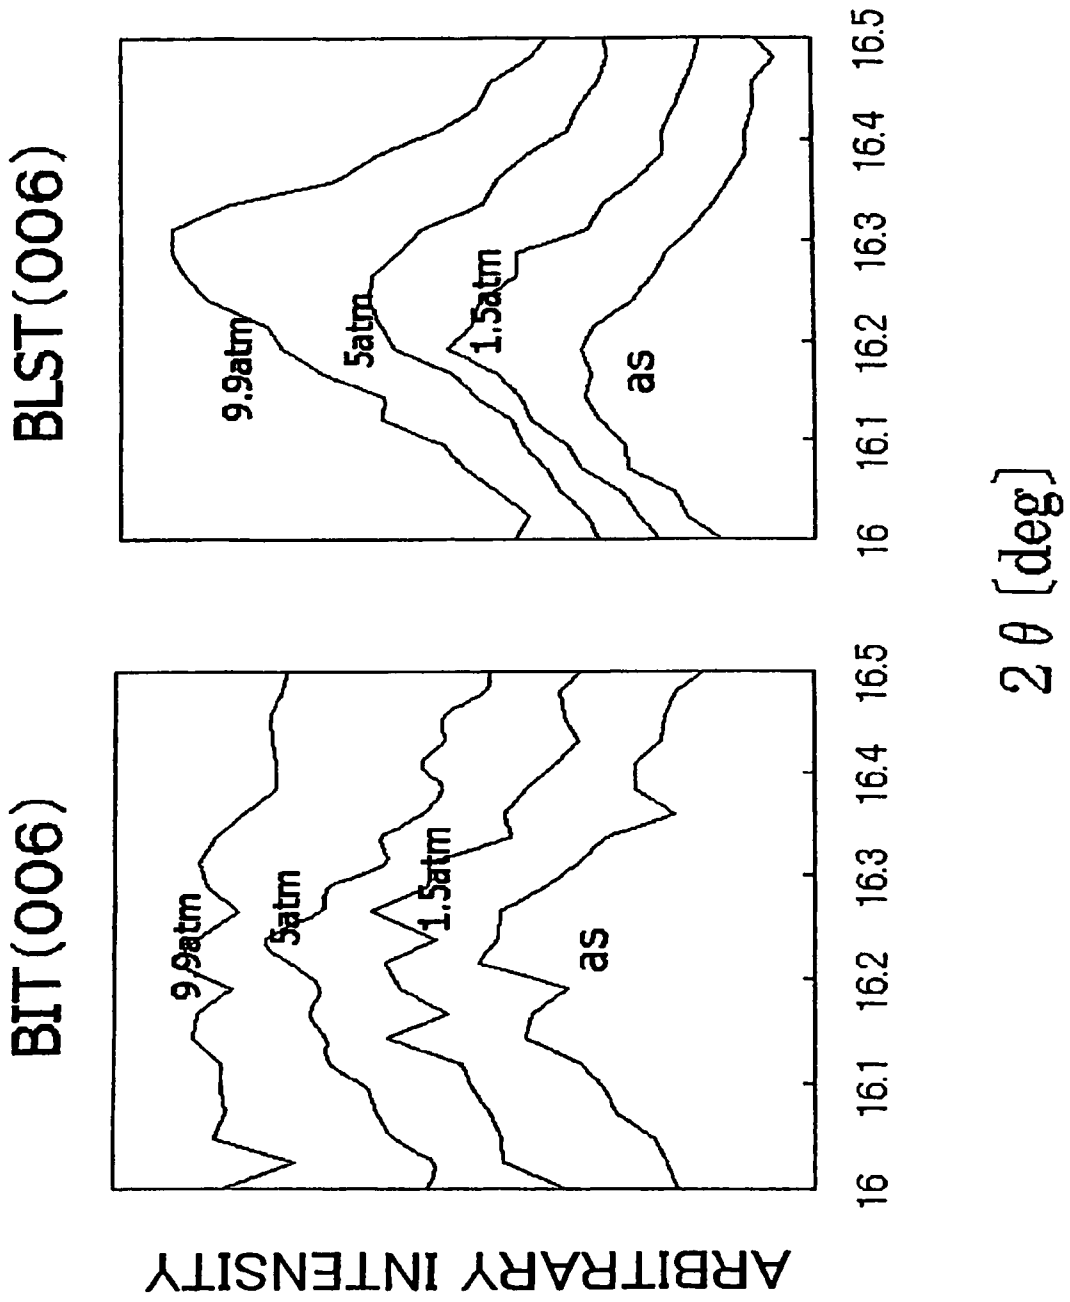 BIT(006)
9.9atm
5atm
1.5atm
as
16 16.1 16.2 16.3 16.4 16.5
BLST(006)
9.9atm
5atm
1.5atm
as
16 16.1 16.2 16.3 16.4 16.5
ARBITRARY INTENSITY
2 θ [deg]